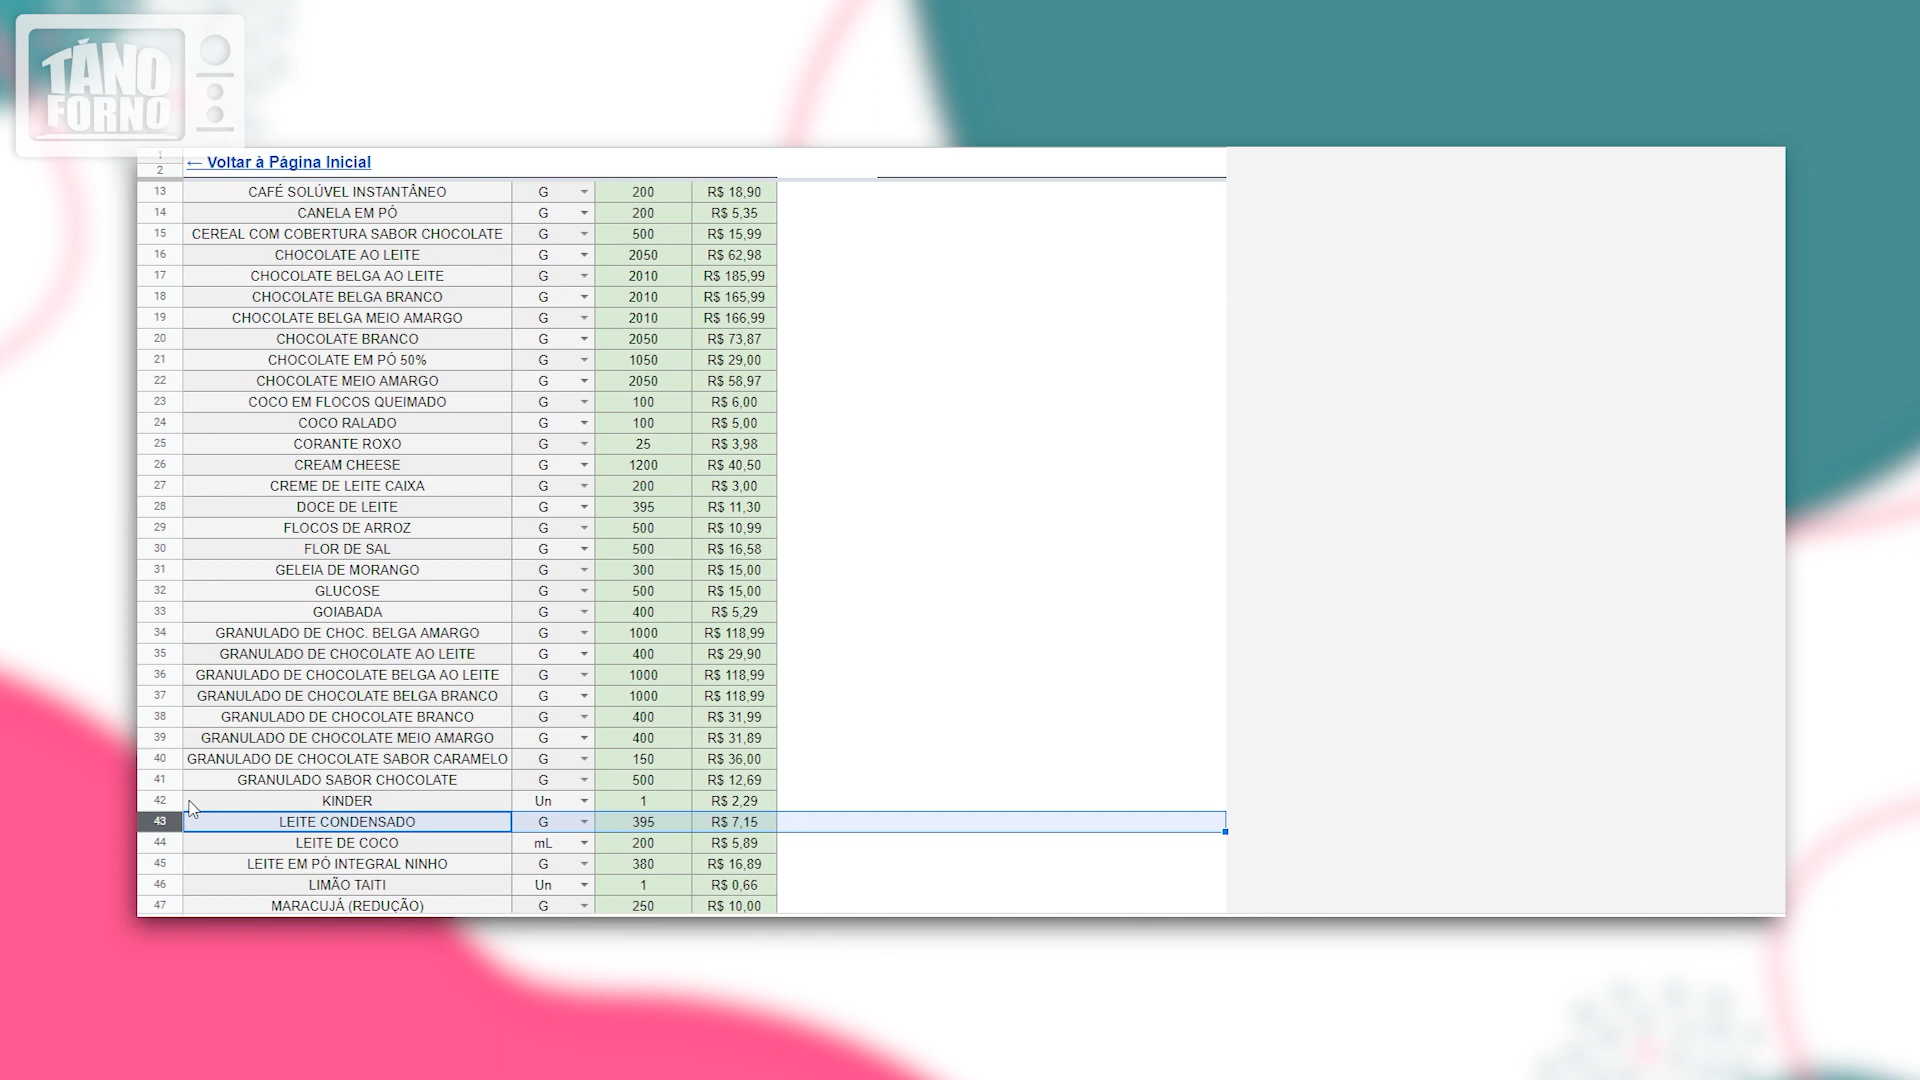 TÁNO
FORNO
1
2
← Voltar à Página Inicial
13 CAFÉ SOLÚVEL INSTANTÂNEO G 200 R$ 18,90
14 CANELA EM PÓ G 200 R$ 5,35
15 CEREAL COM COBERTURA SABOR CHOCOLATE G 500 R$ 15,99
16 CHOCOLATE AO LEITE G 2050 R$ 62,98
17 CHOCOLATE BELGA AO LEITE G 2010 R$ 185,99
18 CHOCOLATE BELGA BRANCO G 2010 R$ 165,99
19 CHOCOLATE BELGA MEIO AMARGO G 2010 R$ 166,99
20 CHOCOLATE BRANCO G 2050 R$ 73,87
21 CHOCOLATE EM PÓ 50% G 1050 R$ 29,00
22 CHOCOLATE MEIO AMARGO G 2050 R$ 58,97
23 COCO EM FLOCOS QUEIMADO G 100 R$ 6,00
24 COCO RALADO G 100 R$ 5,00
25 CORANTE ROXO G 25 R$ 3,98
26 CREAM CHEESE G 1200 R$ 40,50
27 CREME DE LEITE CAIXA G 200 R$ 3,00
28 DOCE DE LEITE G 395 R$ 11,30
29 FLOCOS DE ARROZ G 500 R$ 10,99
30 FLOR DE SAL G 500 R$ 16,58
31 GELEIA DE MORANGO G 300 R$ 15,00
32 GLUCOSE G 500 R$ 15,00
33 GOIABADA G 400 R$ 5,29
34 GRANULADO DE CHOC. BELGA AMARGO G 1000 R$ 118,99
35 GRANULADO DE CHOCOLATE AO LEITE G 400 R$ 29,90
36 GRANULADO DE CHOCOLATE BELGA AO LEITE G 1000 R$ 118,99
37 GRANULADO DE CHOCOLATE BELGA BRANCO G 1000 R$ 118,99
38 GRANULADO DE CHOCOLATE BRANCO G 400 R$ 31,99
39 GRANULADO DE CHOCOLATE MEIO AMARGO G 400 R$ 31,89
40 GRANULADO DE CHOCOLATE SABOR CARAMELO G 150 R$ 36,00
41 GRANULADO SABOR CHOCOLATE G 500 R$ 12,69
42 KINDER Un 1 R$ 2,29
43 LEITE CONDENSADO G 395 R$ 7,15
44 LEITE DE COCO mL 200 R$ 5,89
45 LEITE EM PÓ INTEGRAL NINHO G 380 R$ 16,89
46 LIMÃO TAITI Un 1 R$ 0,66
47 MARACUJÁ (REDUÇÃO) G 250 R$ 10,00